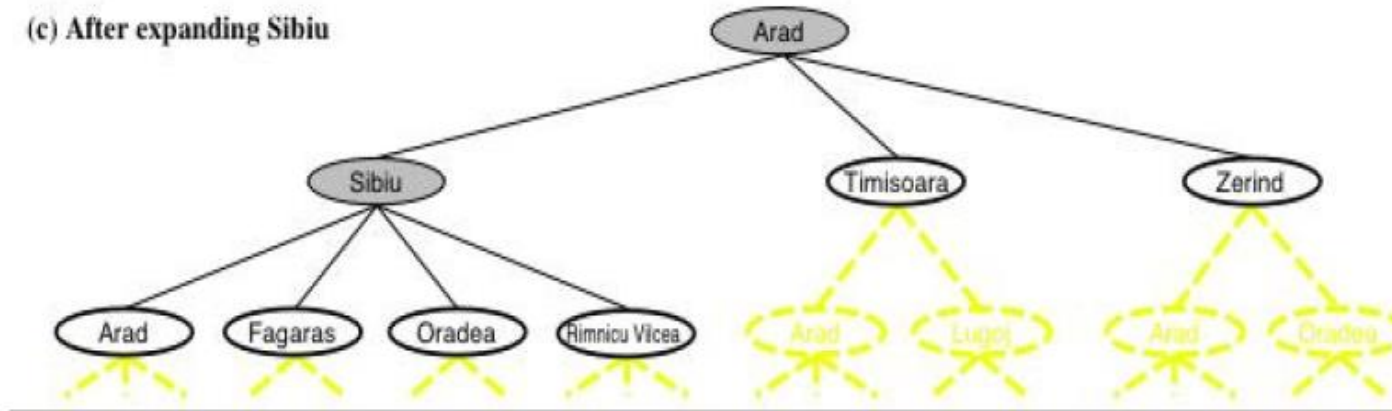 (c) After expanding Sibiu
Arad
Sibiu
Timisoara
Zerind
Arad
Fagaras
Oradea
Rimnicu Vilcea
Arad
Lugoj
Arad
Oradea